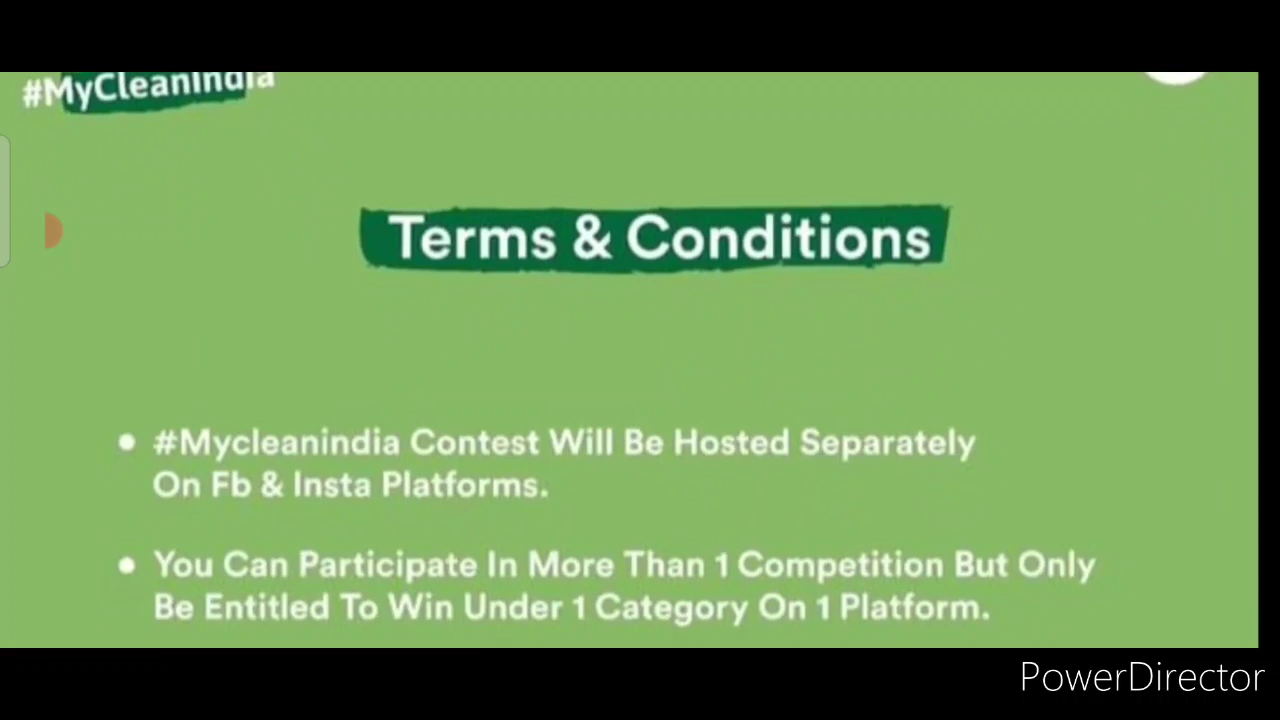 #MyCleanIndia
Terms & Conditions
• #Mycleanindia Contest Will Be Hosted Separately
On Fb & Insta Platforms.
• You Can Participate In More Than 1 Competition But Only
Be Entitled To Win Under 1 Category On 1 Platform.
PowerDirector